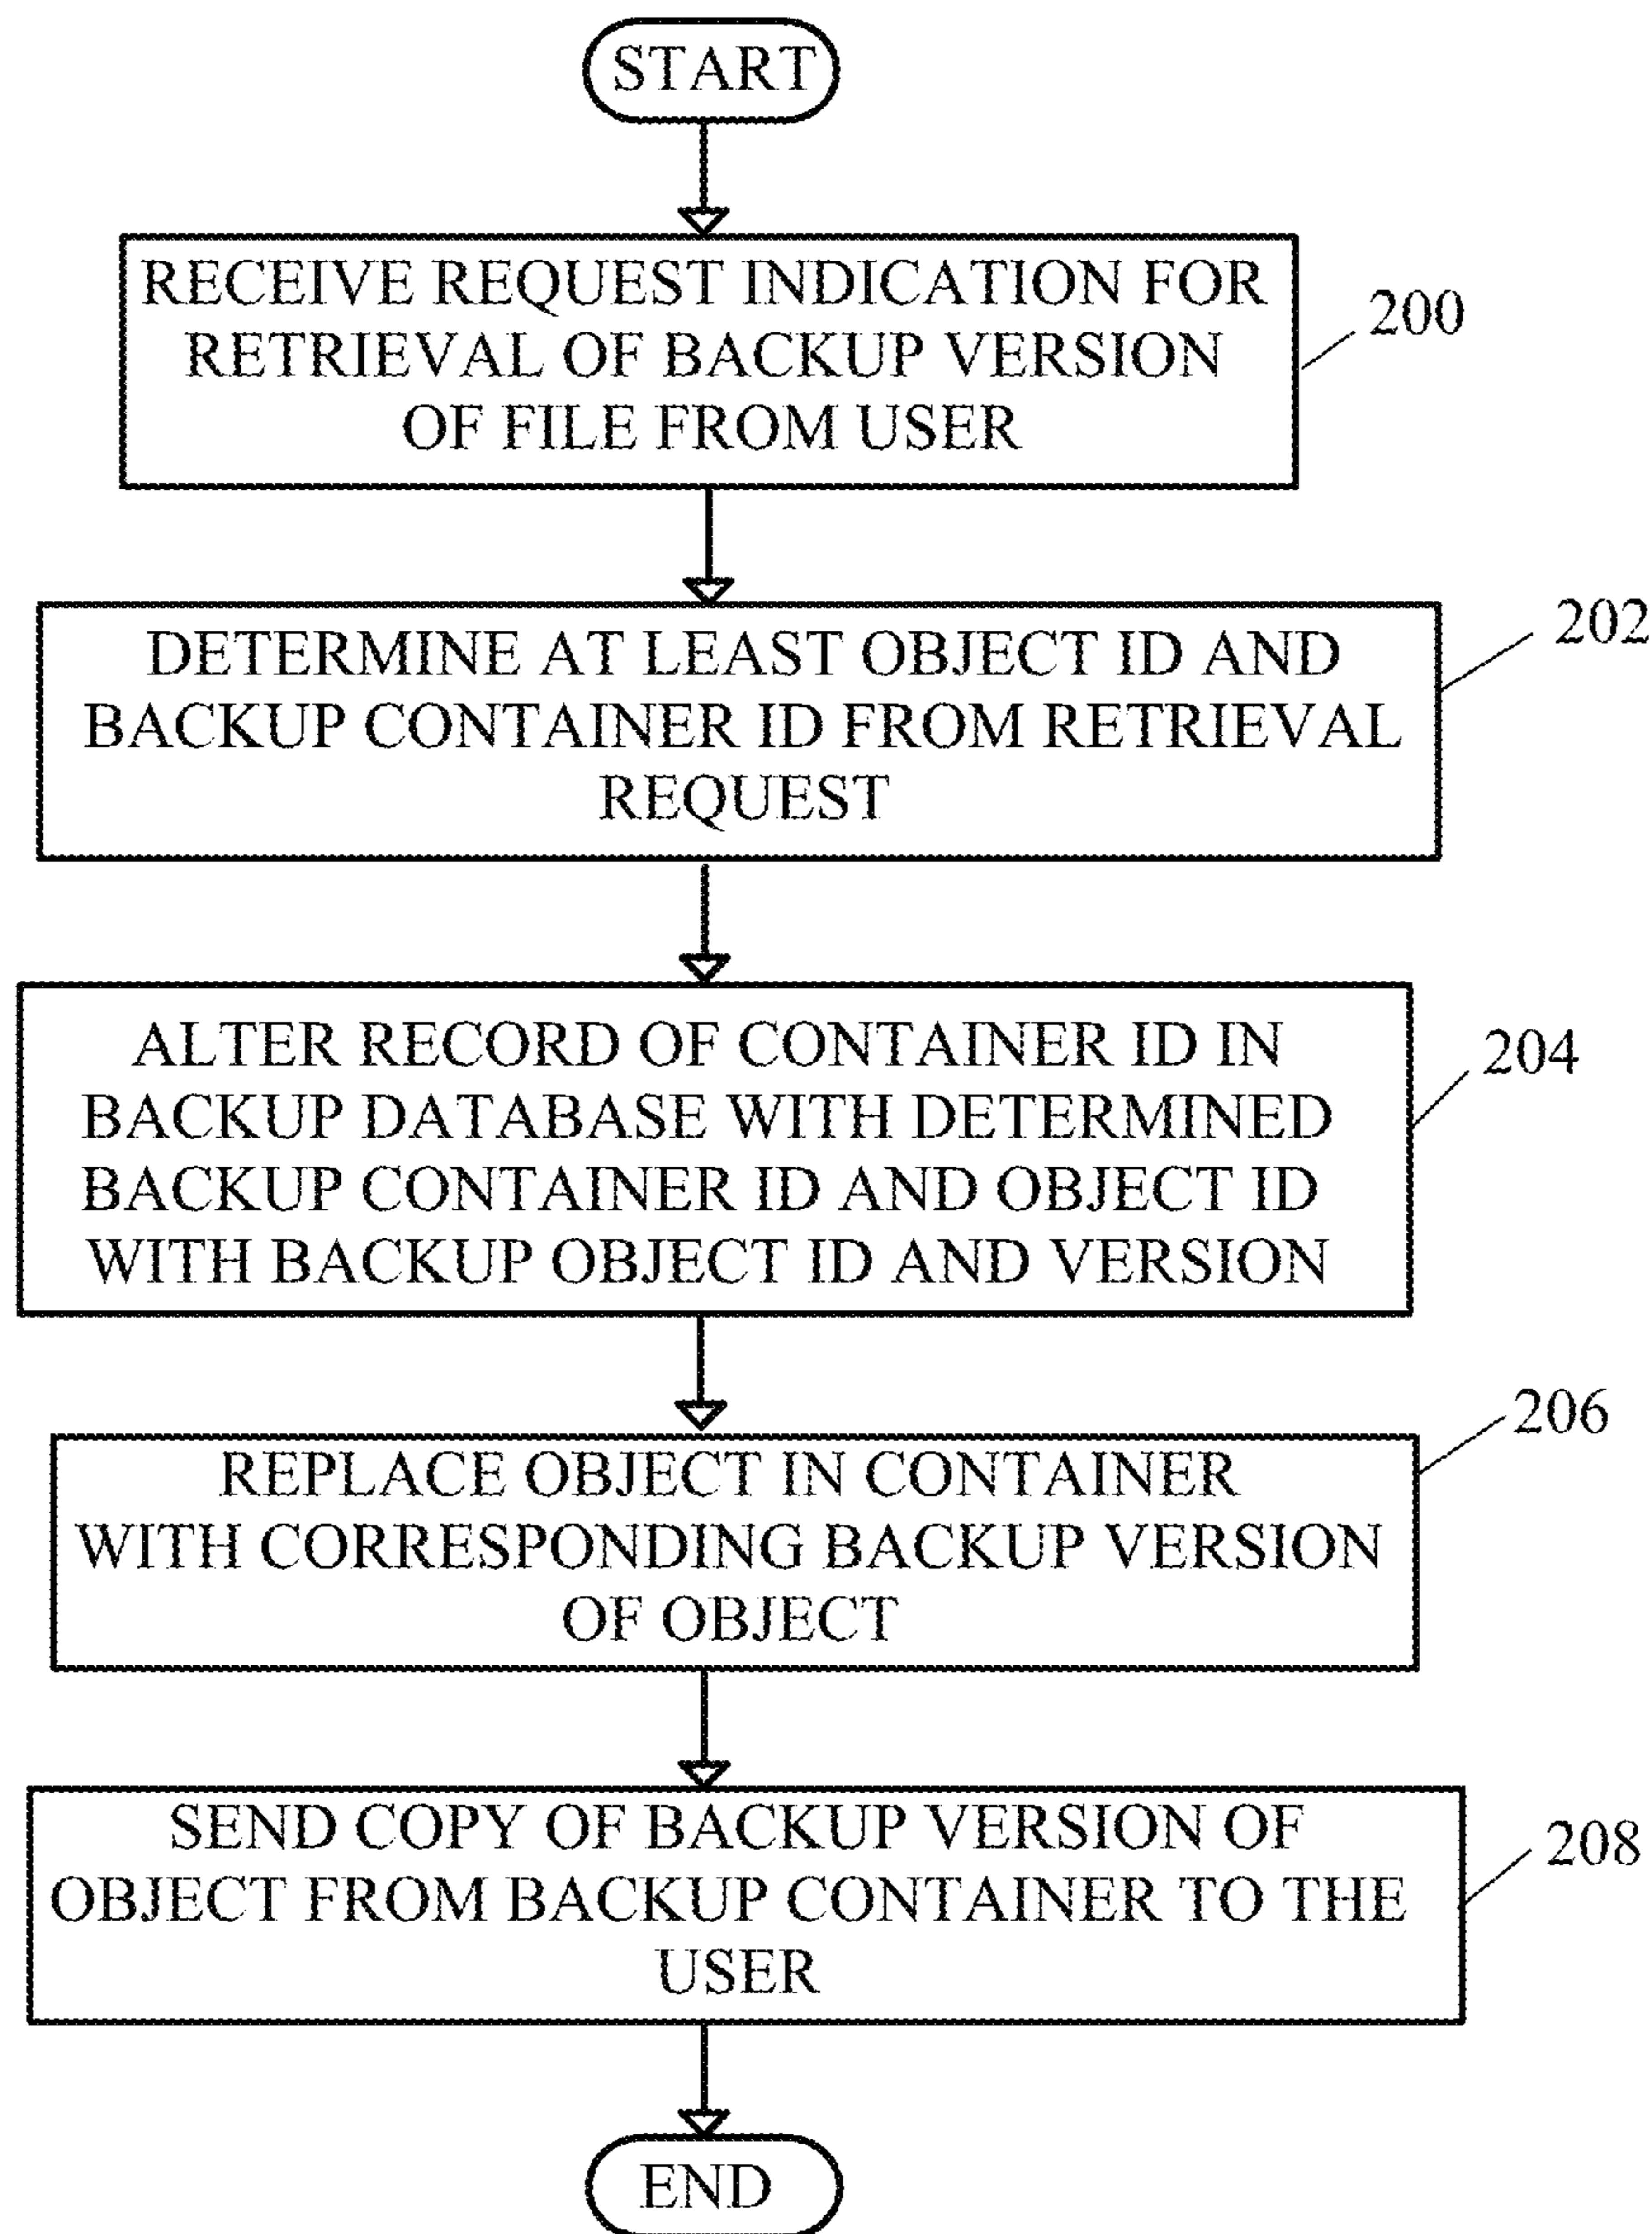 START
RECEIVE REQUEST INDICATION FOR
RETRIEVAL OF BACKUP VERSION
OF FILE FROM USER
200
DETERMINE AT LEAST OBJECT ID AND
BACKUP CONTAINER ID FROM RETRIEVAL
REQUEST
202
ALTER RECORD OF CONTAINER ID IN
BACKUP DATABASE WITH DETERMINED
BACKUP CONTAINER ID AND OBJECT ID
WITH BACKUP OBJECT ID AND VERSION
204
REPLACE OBJECT IN CONTAINER
WITH CORRESPONDING BACKUP VERSION
OF OBJECT
206
SEND COPY OF BACKUP VERSION OF
OBJECT FROM BACKUP CONTAINER TO THE
USER
208
END